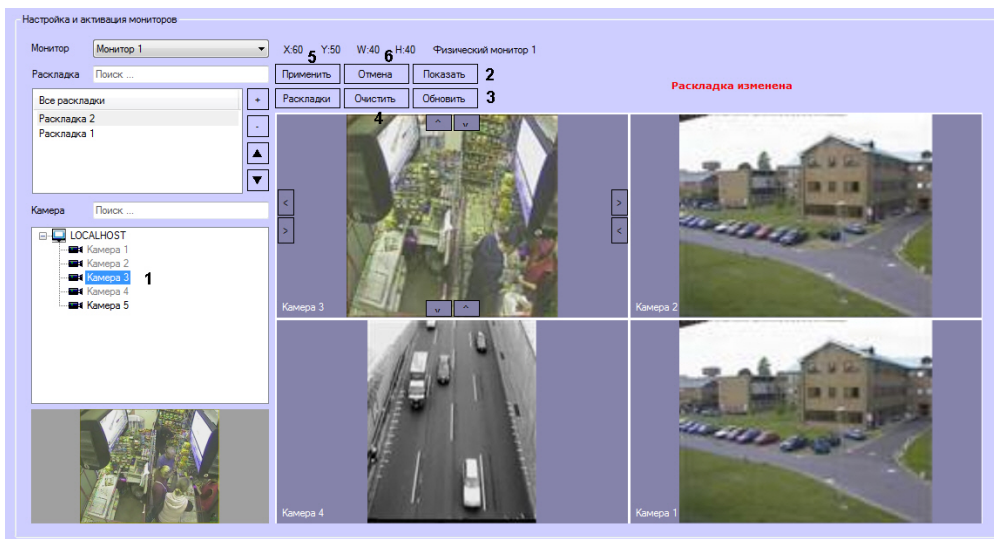 Настройка и активация мониторов
Монитор Монитор 1 X:60 Y:50 W:40 H:40 Физический монитор 1
5 6
Раскладка Поиск ... Применить Отмена Показать 2
Раскладка изменена
Все раскладки + Раскладки Очистить Обновить 3
4
Раскладка 2
Раскладка 1 -
▲
▼
^ v
< >
> <
Камера Поиск ...
LOCALHOST
Камера 1
Камера 2
Камера 3 1
Камера 4
Камера 5
Камера 3 v ^ Камера 2
Камера 4 Камера 1